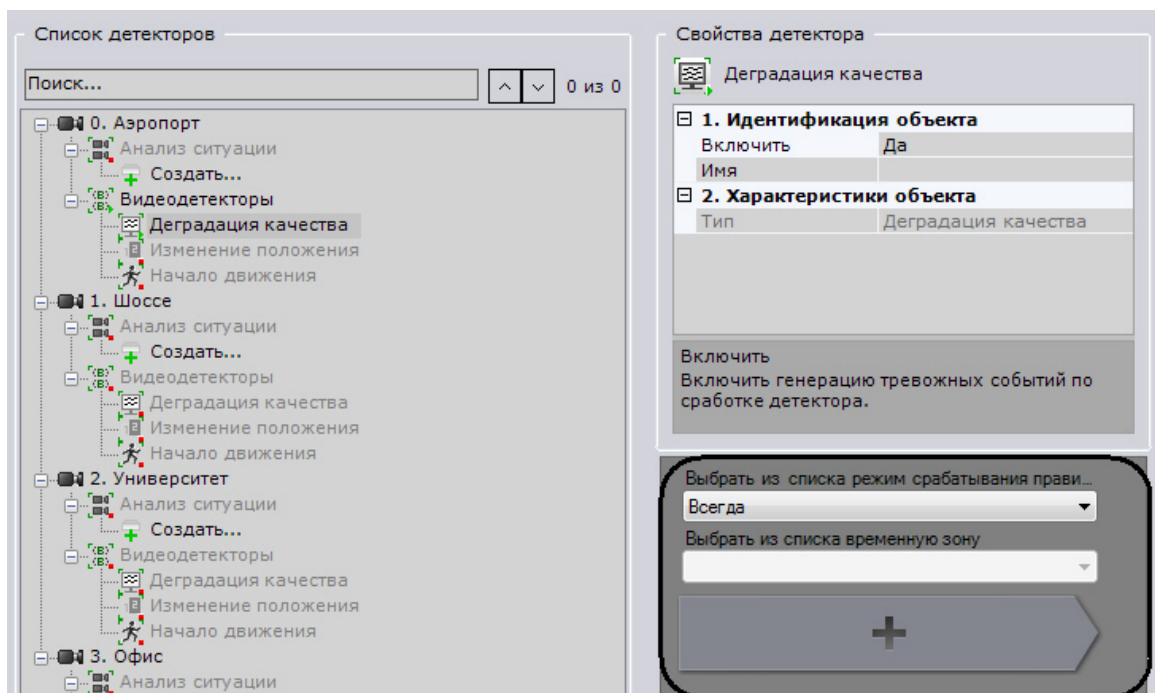 Список детекторов
Поиск...
0 из 0
0. Аэропорт
Анализ ситуации
Создать...
Видеодетекторы
Деградация качества
Изменение положения
Начало движения
1. Шоссе
Анализ ситуации
Создать...
Видеодетекторы
Деградация качества
Изменение положения
Начало движения
2. Университет
Анализ ситуации
Создать...
Видеодетекторы
Деградация качества
Изменение положения
Начало движения
3. Офис
Анализ ситуации
Свойства детектора
Деградация качества
1. Идентификация объекта
Включить Да
Имя
2. Характеристики объекта
Тип Деградация качества
Включить
Включить генерацию тревожных событий по
сработке детектора.
Выбрать из списка режим срабатывания прави...
Всегда
Выбрать из списка временную зону